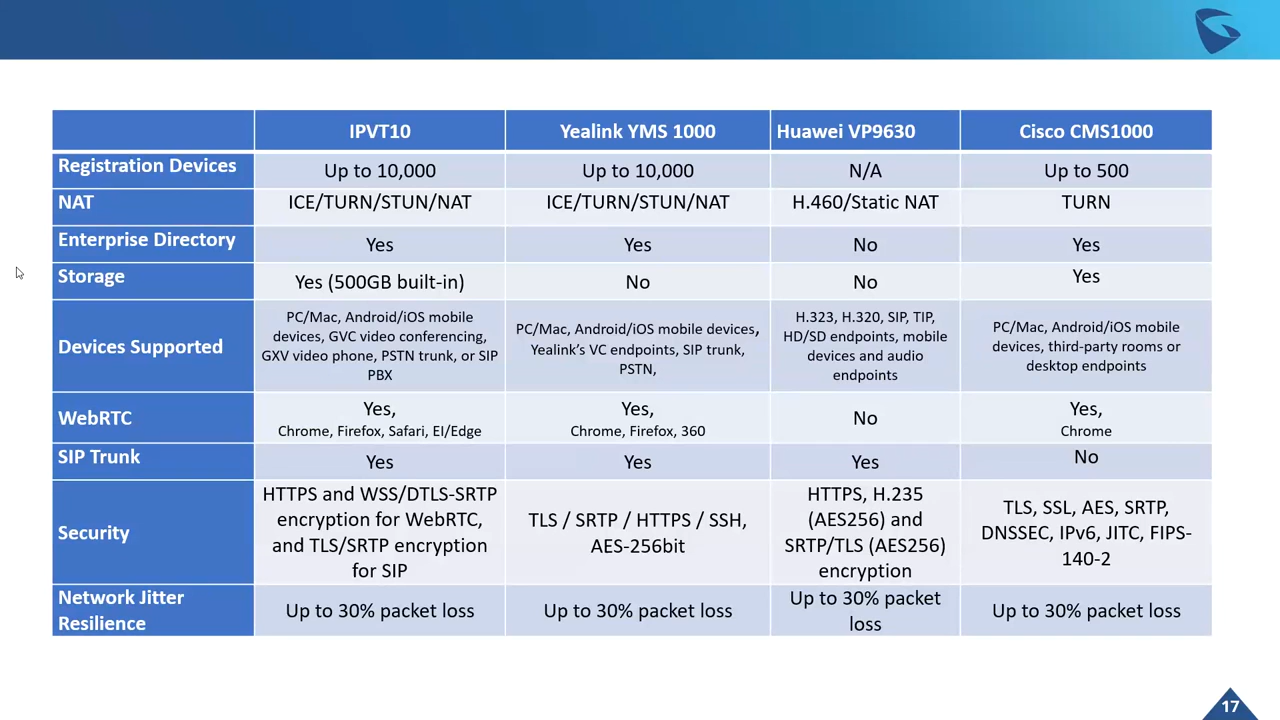 IPVT10 Yealink YMS 1000 Huawei VP9630 Cisco CMS1000
Registration Devices Up to 10,000 Up to 10,000 N/A Up to 500
NAT ICE/TURN/STUN/NAT ICE/TURN/STUN/NAT H.460/Static NAT TURN
Enterprise Directory Yes Yes No Yes
Storage Yes (500GB built-in) No No Yes
Devices Supported
PC/Mac, Android/iOS mobile
devices, GVC video conferencing,
GXV video phone, PSTN trunk, or SIP
PBX
PC/Mac, Android/iOS mobile devices,
Yealink’s VC endpoints, SIP trunk,
PSTN,
H.323, H.320, SIP, TIP,
HD/SD endpoints, mobile
devices and audio
endpoints
PC/Mac, Android/iOS mobile
devices, third-party rooms or
desktop endpoints
WebRTC
Yes,
Chrome, Firefox, Safari, EI/Edge
Yes,
Chrome, Firefox, 360
No
Yes,
Chrome
SIP Trunk Yes Yes Yes No
Security
HTTPS and WSS/DTLS-SRTP
encryption for WebRTC,
and TLS/SRTP encryption
for SIP
TLS / SRTP / HTTPS / SSH,
AES-256bit
HTTPS, H.235
(AES256) and
SRTP/TLS (AES256)
encryption
TLS, SSL, AES, SRTP,
DNSSEC, IPv6, JITC, FIPS-
140-2
Network Jitter
Resilience
Up to 30% packet loss
Up to 30% packet loss
Up to 30% packet
loss
Up to 30% packet loss
17